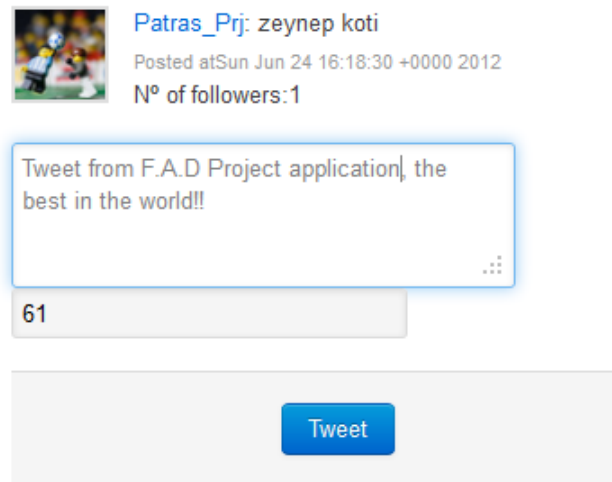 Patras_Prj: zeynep koti
Posted atSun Jun 24 16:18:30 +0000 2012
Nº of followers:1
Tweet from F.A.D Project application, the
best in the world!!
61
Tweet